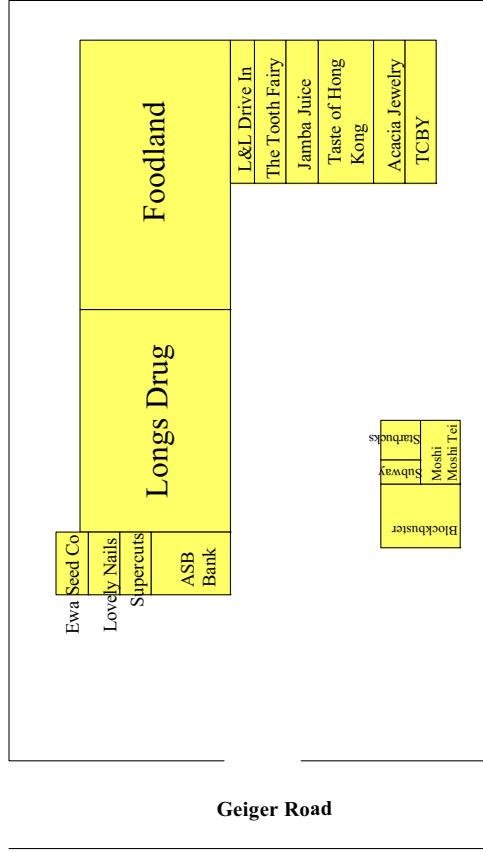 Foodland
L&L Drive In
The Tooth Fairy
Jamba Juice
Taste of Hong
Kong
Acacia Jewelry
TCBY
Longs Drug
Starbucks
Subway
Moshi
Moshi Tei
Blockbuster
Ewa Seed Co
Lovely Nails
Supercuts
ASB
Bank
Geiger Road